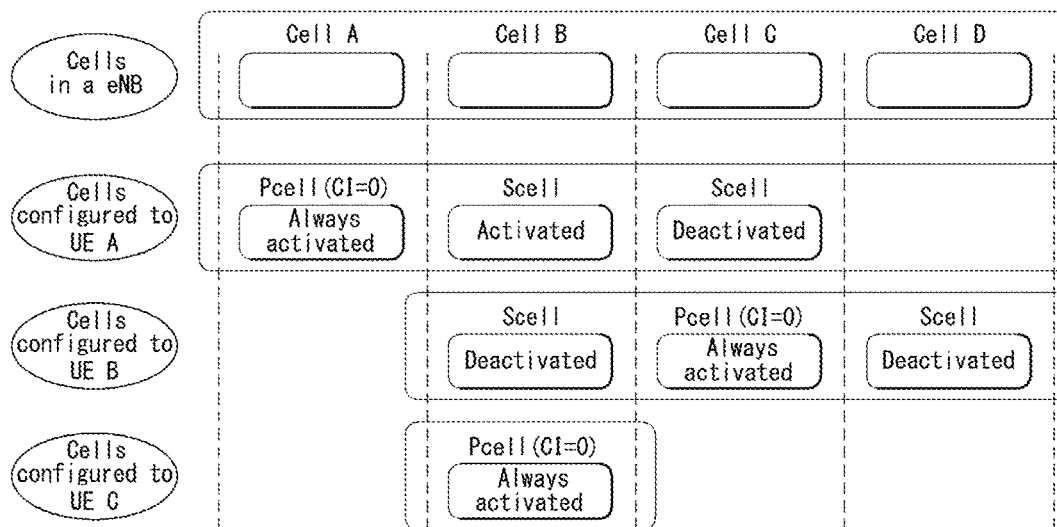 Cells
in a eNB
Cell A
Cell B
Cell C
Cell D
Cells
configured to
UE A
Pcell(CI=0)
Always
activated
Scell
Activated
Scell
Deactivated
Cells
configured to
UE B
Scell
Deactivated
Pcell(CI=0)
Always
activated
Scell
Deactivated
Cells
configured to
UE C
Pcell(CI=0)
Always
activated